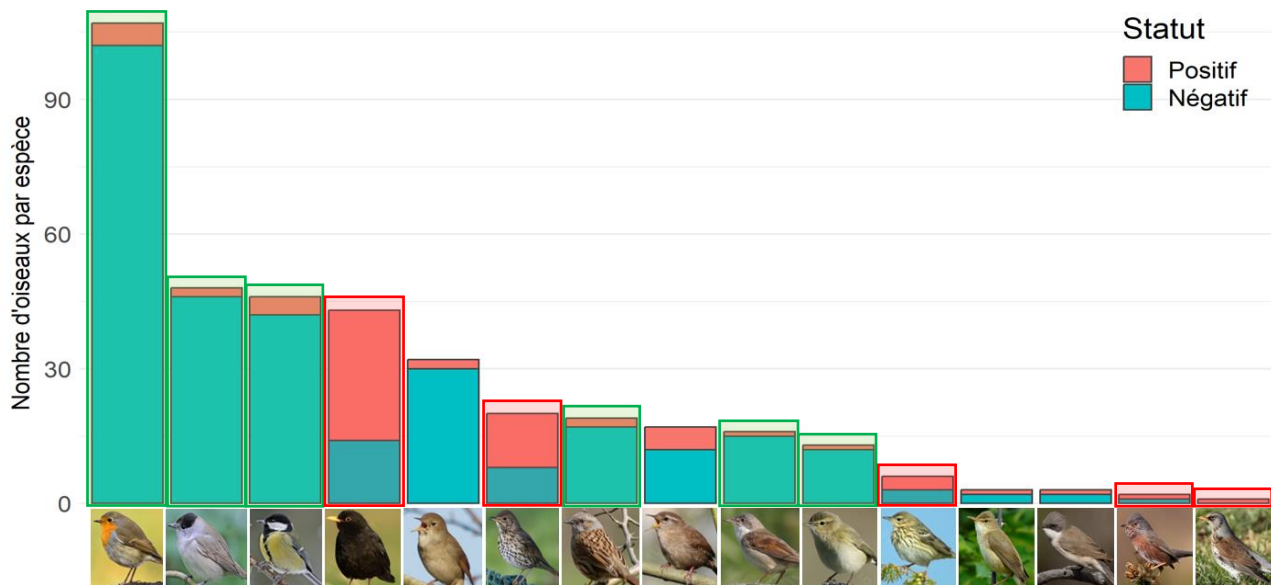 Statut
Positif
Négatif
Nombre d'oiseaux par espèce
90
60
30
0